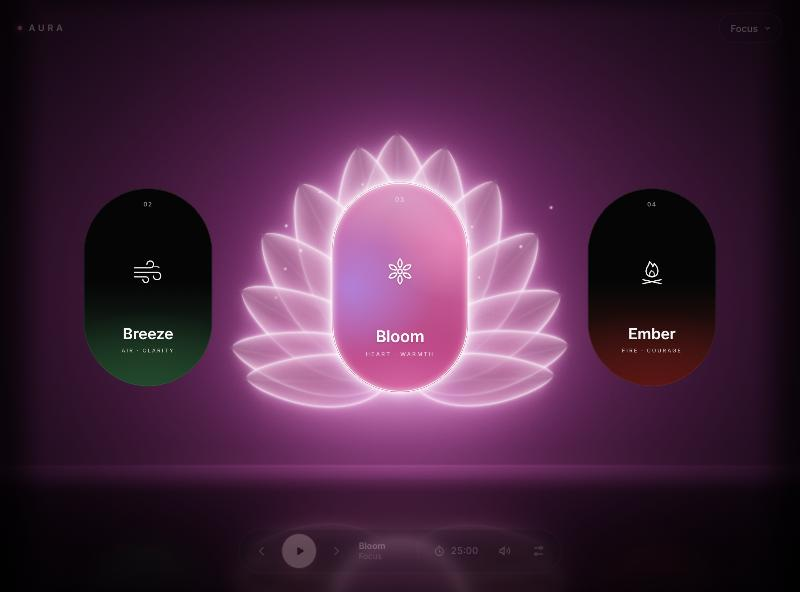 AURA
Focus
02
Breeze
AIR · CLARITY
03
Bloom
HEART · WARMTH
04
Ember
FIRE · COURAGE
Bloom
Focus
25:00